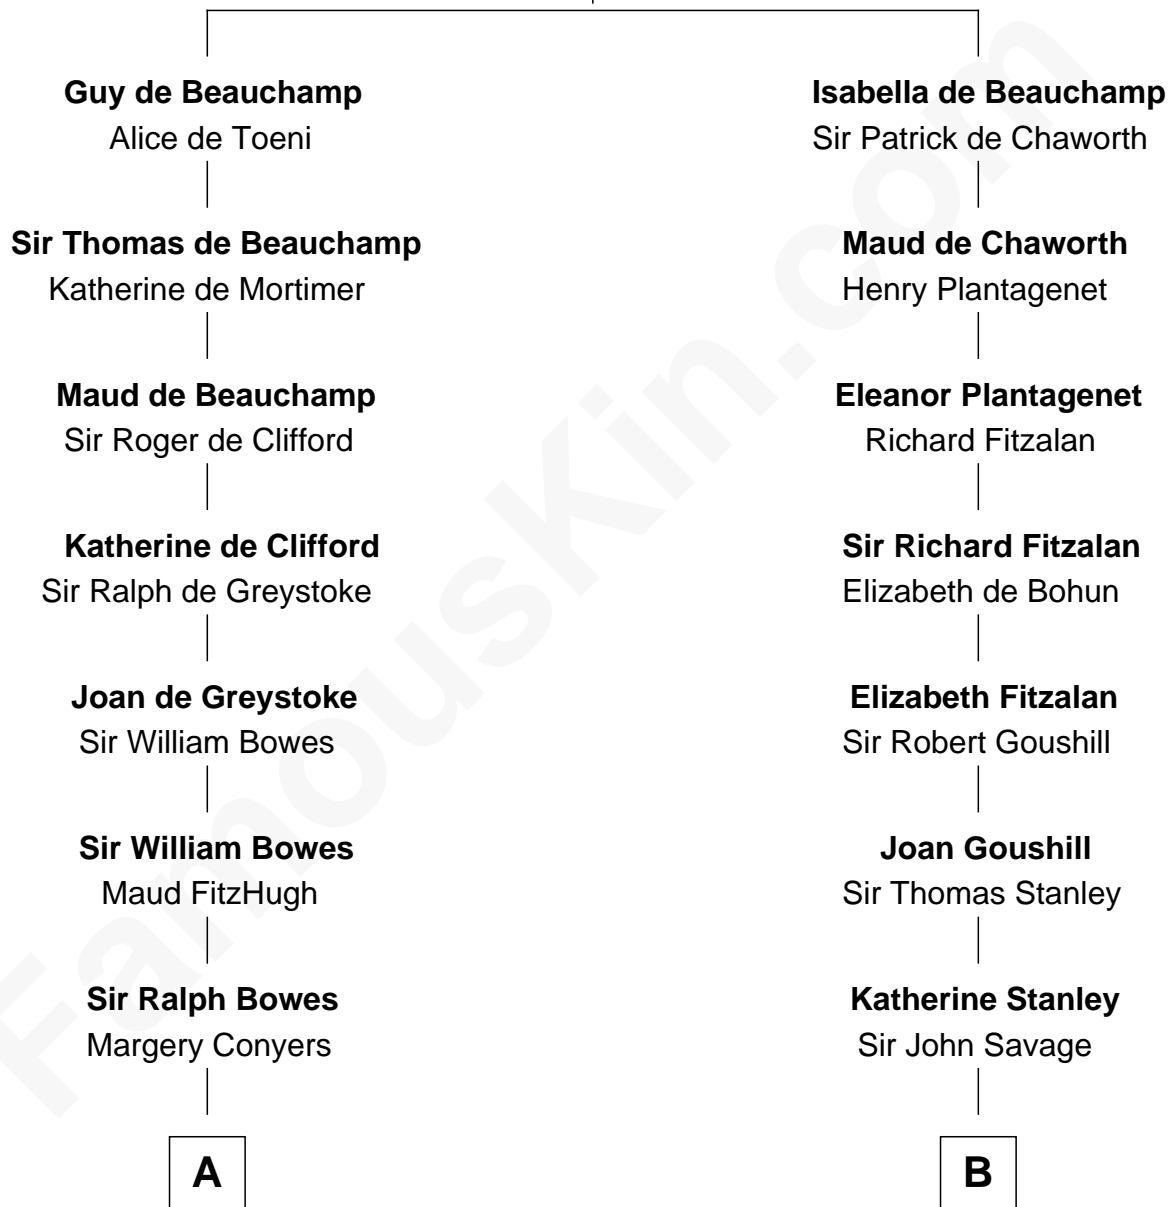 Guy de Beauchamp
Alice de Toeni
Sir Thomas de Beauchamp
Katherine de Mortimer
Maud de Beauchamp
Sir Roger de Clifford
Katherine de Clifford
Sir Ralph de Greystoke
Joan de Greystoke
Sir William Bowes
Sir William Bowes
Maud FitzHugh
Sir Ralph Bowes
Margery Conyers
A
Isabella de Beauchamp
Sir Patrick de Chaworth
Maud de Chaworth
Henry Plantagenet
Eleanor Plantagenet
Richard Fitzalan
Sir Richard Fitzalan
Elizabeth de Bohun
Elizabeth Fitzalan
Sir Robert Goushill
Joan Goushill
Sir Thomas Stanley
Katherine Stanley
Sir John Savage
B
FamousKin.com